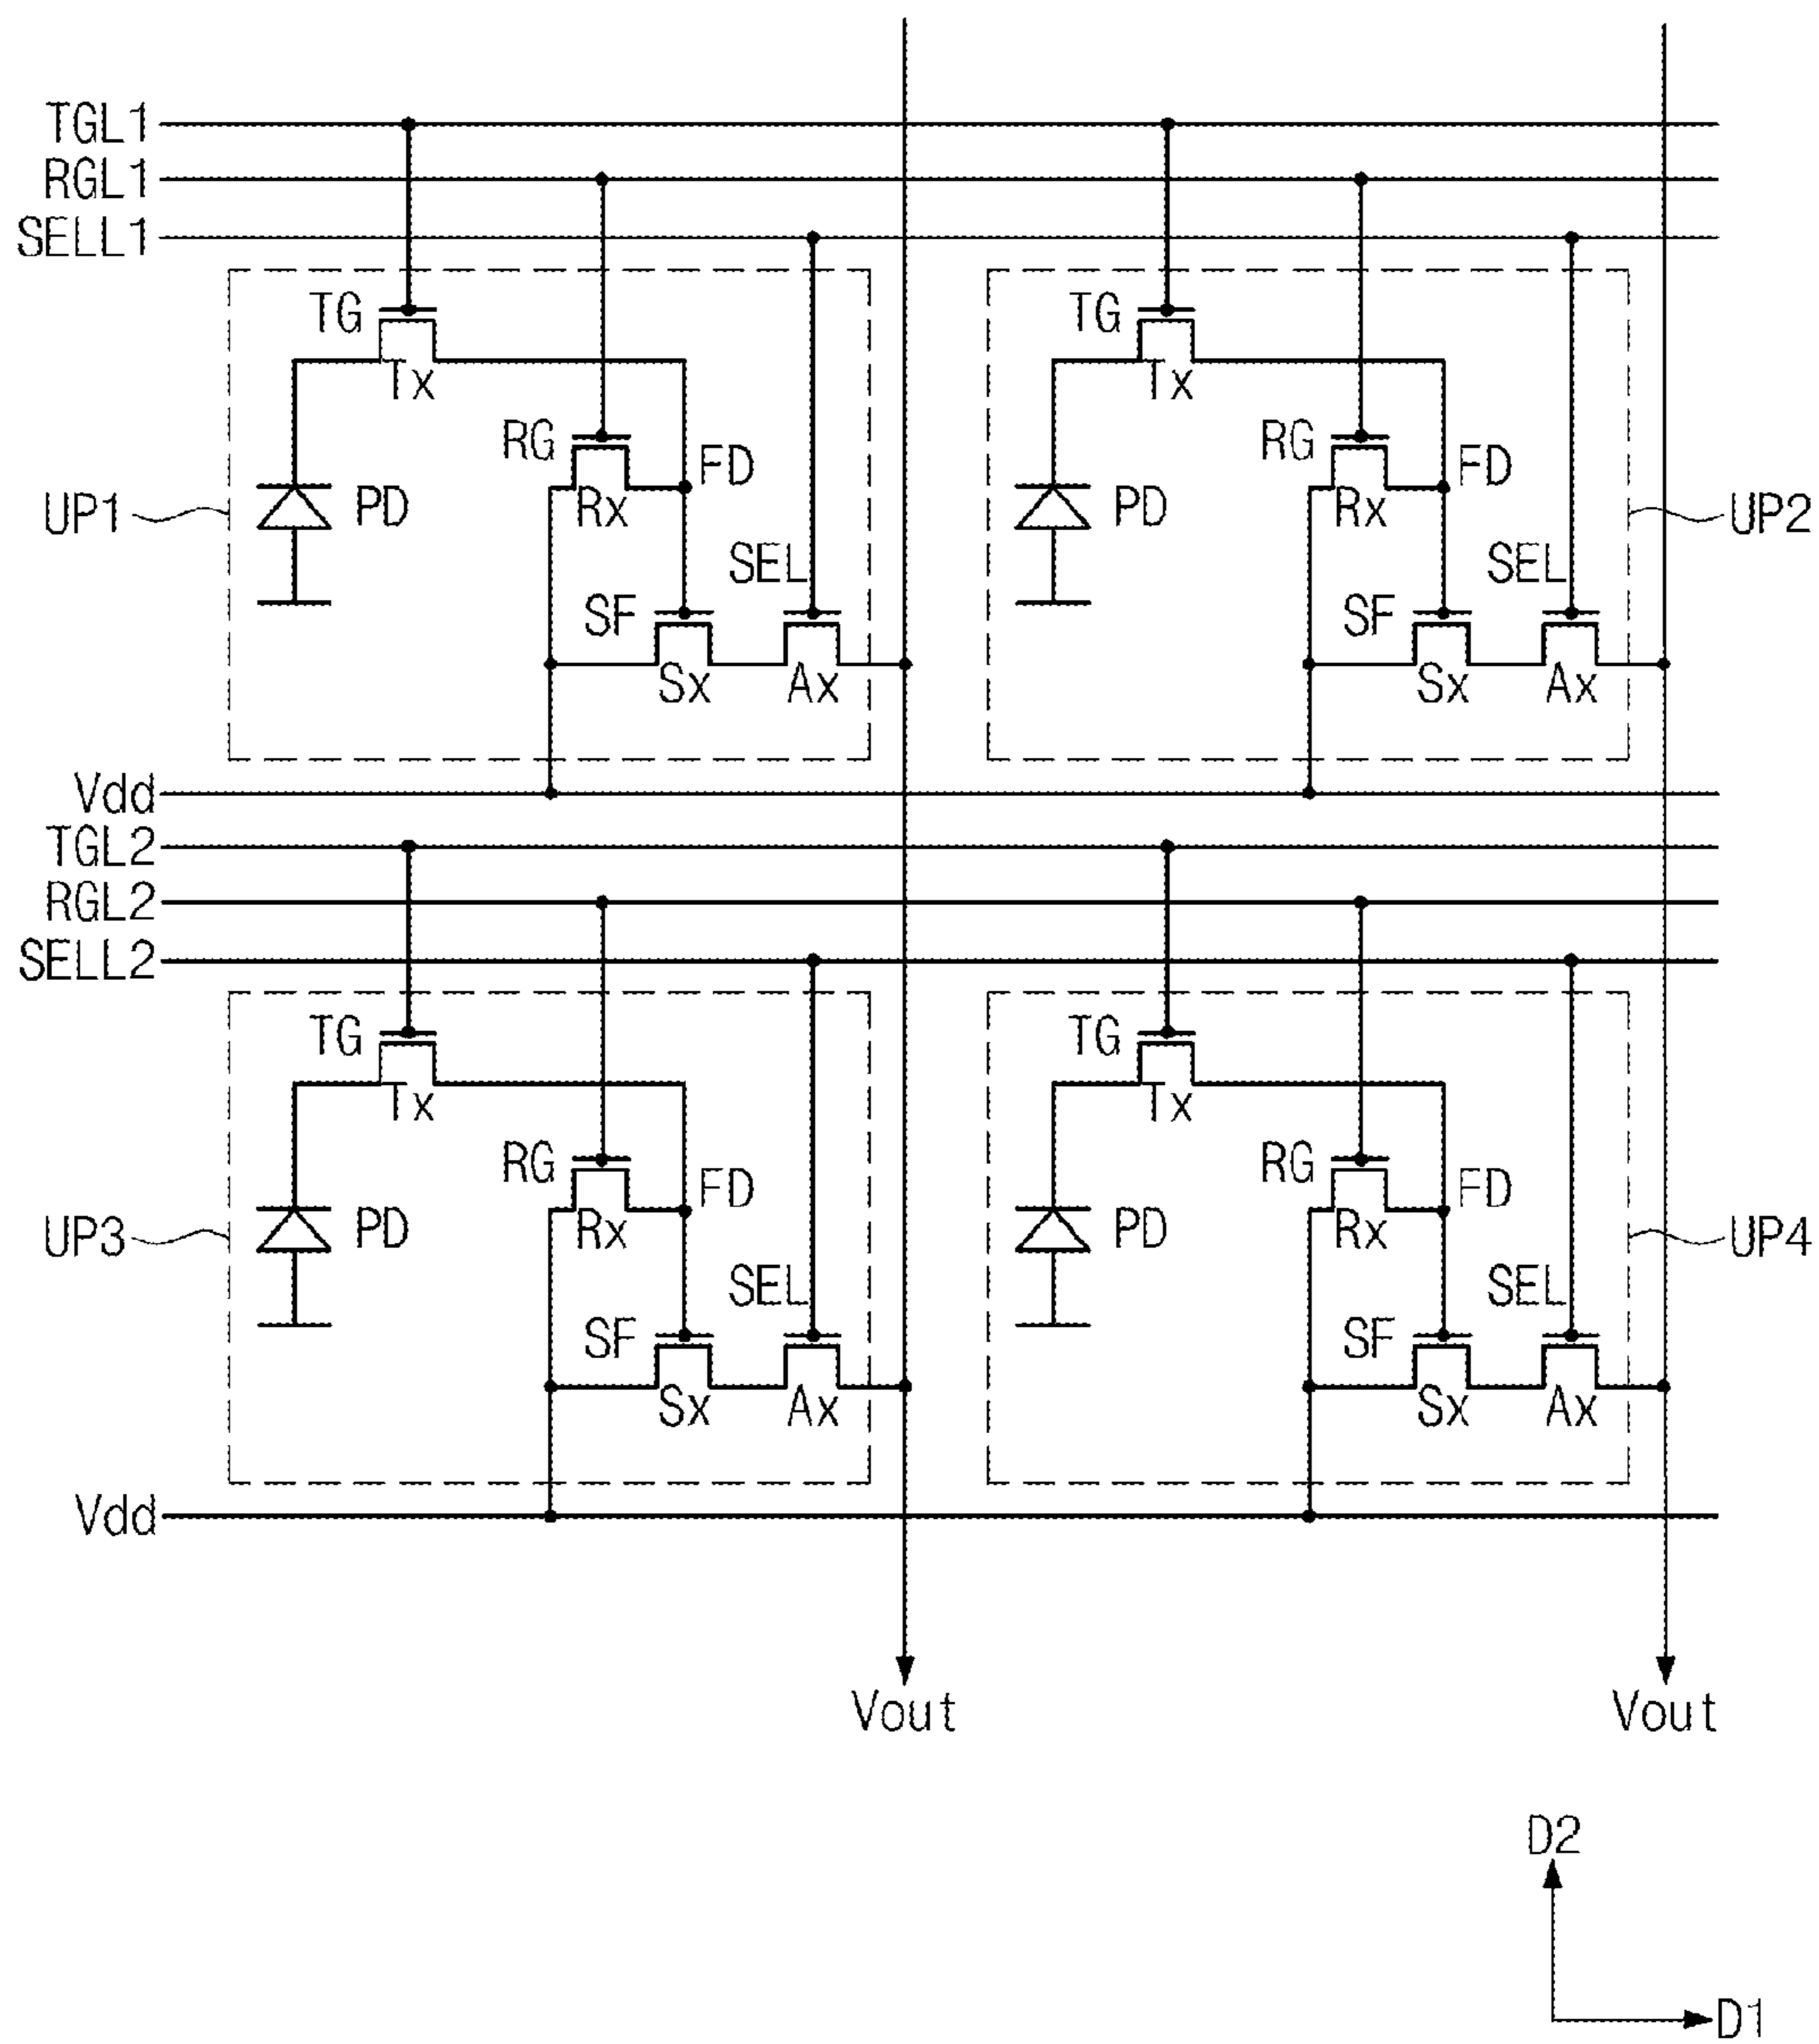 TGL1
RGL1
SELL1
TG
Tx
TG
Tx
RG
Rx
FD
RG
Rx
FD
UP1
PD
PD
UP2
SEL
SEL
SF
Sx
Ax
SF
Sx
Ax
Vdd
TGL2
RGL2
SELL2
TG
Tx
TG
Tx
RG
Rx
FD
RG
Rx
FD
UP3
PD
PD
UP4
SEL
SEL
SF
Sx
Ax
SF
Sx
Ax
Vdd
Vout
Vout
D2
D1